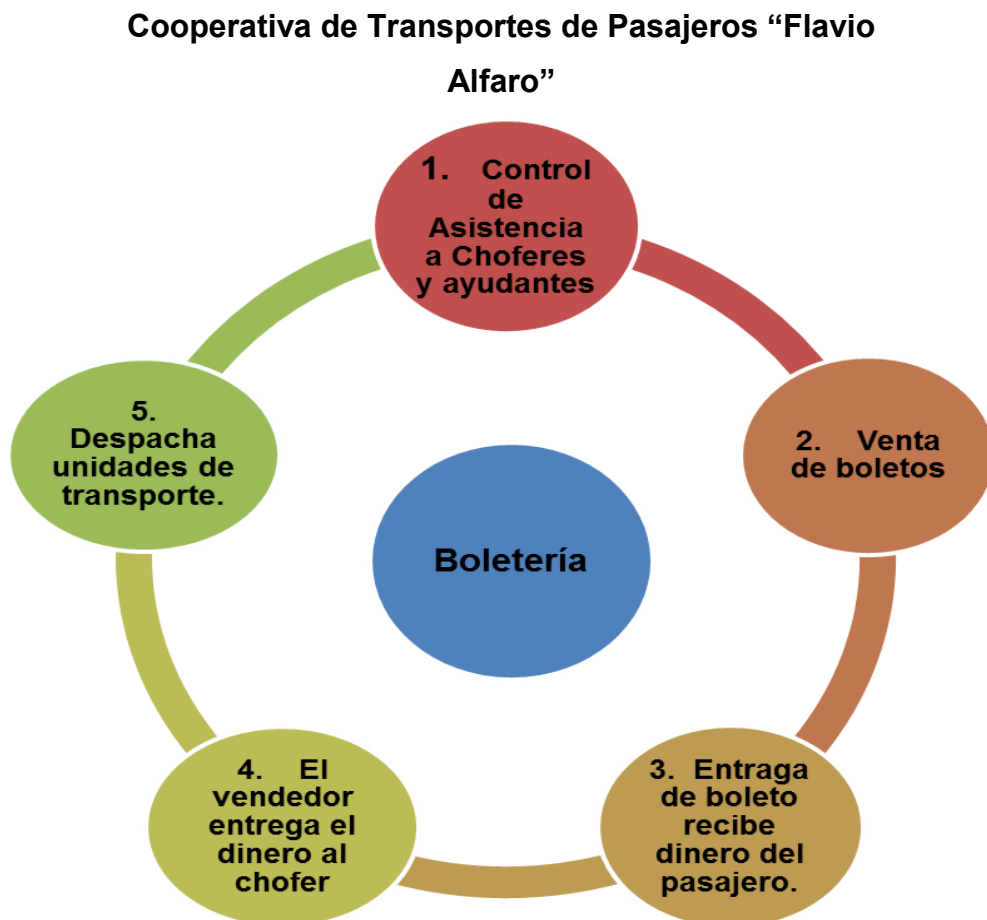 Cooperativa de Transportes de Pasajeros “Flavio
Alfaro”
1. Control
de
Asistencia
a Choferes
y ayudantes
2. Venta
de boletos
3. Entraga
de boleto
recibe
dinero del
pasajero.
4. El
vendedor
entrega el
dinero al
chofer
5.
Despacha
unidades de
transporte.
Boletería